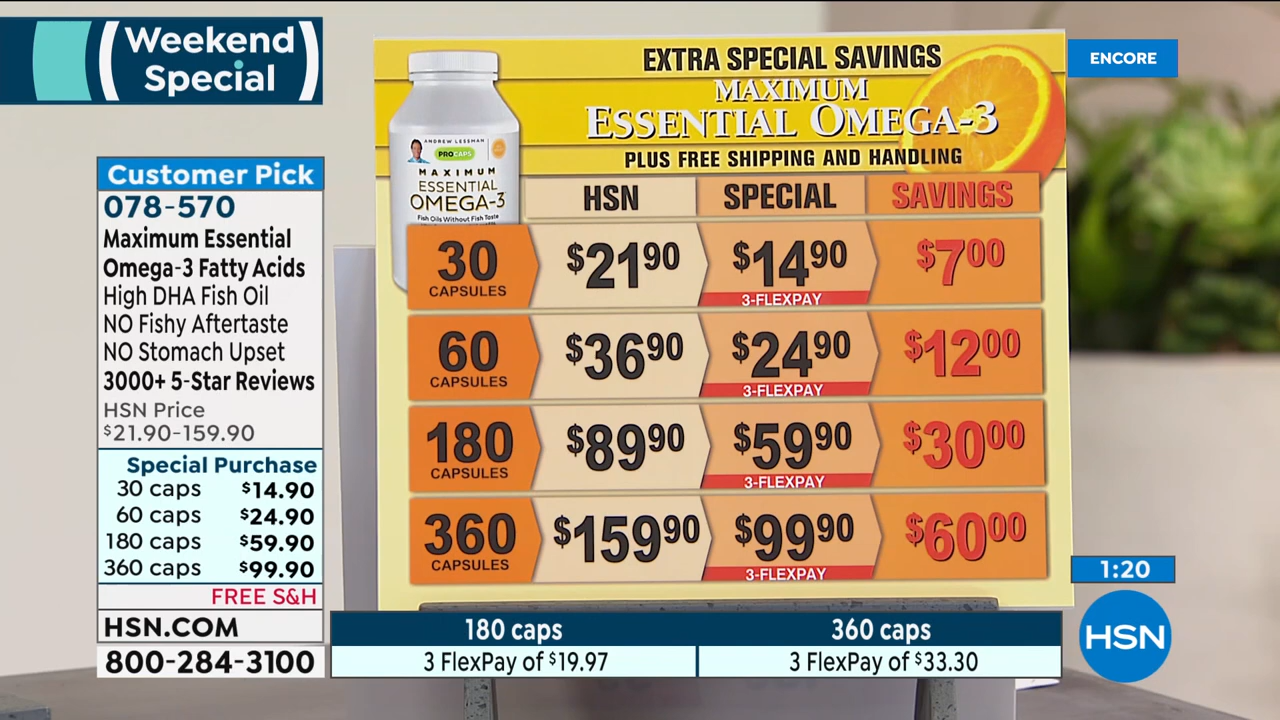 (Weekend
Special)
ENCORE
Customer Pick
078-570
Maximum Essential
Omega-3 Fatty Acids
High DHA Fish Oil
NO Fishy Aftertaste
NO Stomach Upset
3000+ 5-Star Reviews
HSN Price
$21.90-159.90
Special Purchase
30 caps $14.90
60 caps $24.90
180 caps $59.90
360 caps $99.90
FREE S&H
HSN.COM
800-284-3100
EXTRA SPECIAL SAVINGS
MAXIMUM
ESSENTIAL OMEGA-3
PLUS FREE SHIPPING AND HANDLING
ANDREW LESSMAN
PROCAPS
MAXIMUM
ESSENTIAL
OMEGA-3
Fish Oils Without Fish Taste
HSN SPECIAL SAVINGS
30 CAPSULES $21.90 $14.90 $7.00
3-FLEXPAY
60 CAPSULES $36.90 $24.90 $12.00
3-FLEXPAY
180 CAPSULES $89.90 $59.90 $30.00
3-FLEXPAY
360 CAPSULES $159.90 $99.90 $60.00
3-FLEXPAY
1:20
HSN
180 caps 360 caps
3 FlexPay of $19.97 3 FlexPay of $33.30